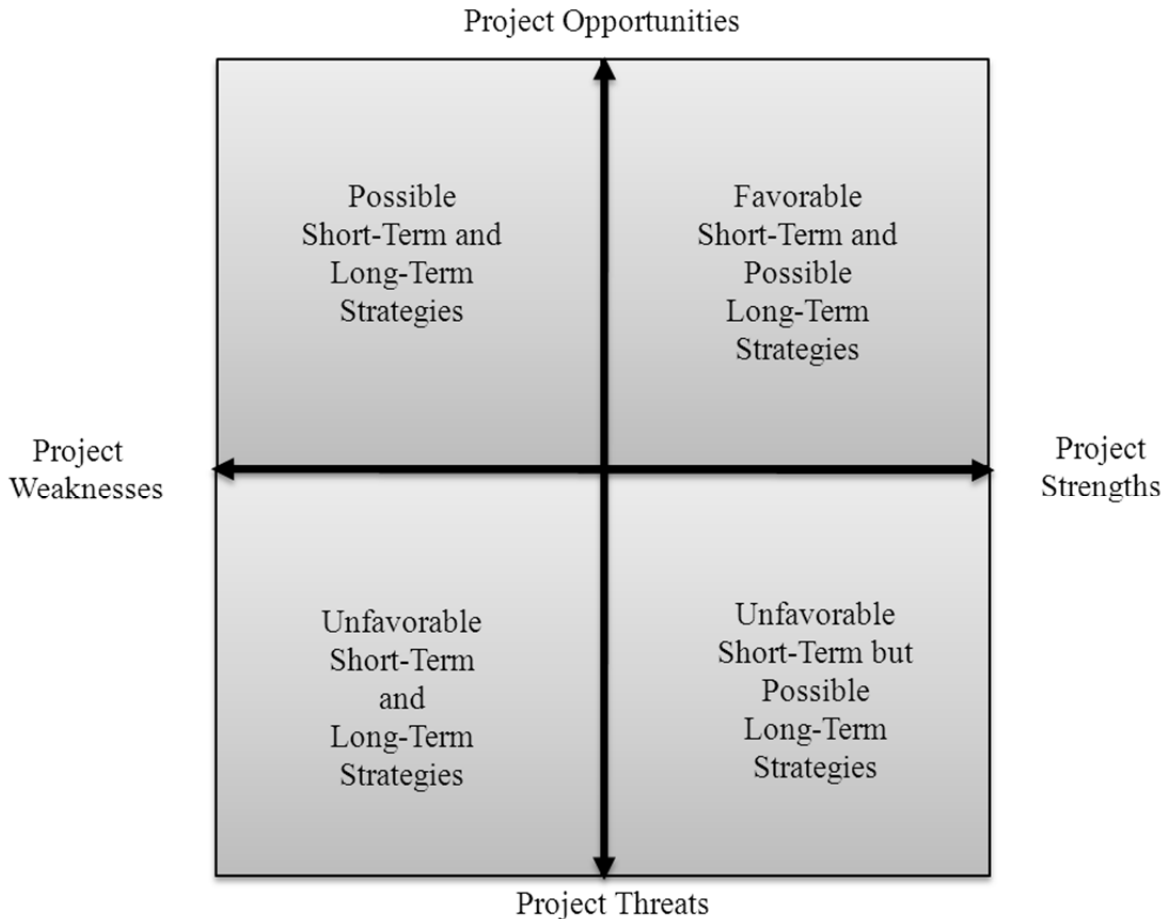 Project Opportunities
Possible
Short-Term and
Long-Term
Strategies
Favorable
Short-Term and
Possible
Long-Term
Strategies
Project
Weaknesses
Project
Strengths
Unfavorable
Short-Term
and
Long-Term
Strategies
Unfavorable
Short-Term but
Possible
Long-Term
Strategies
Project Threats